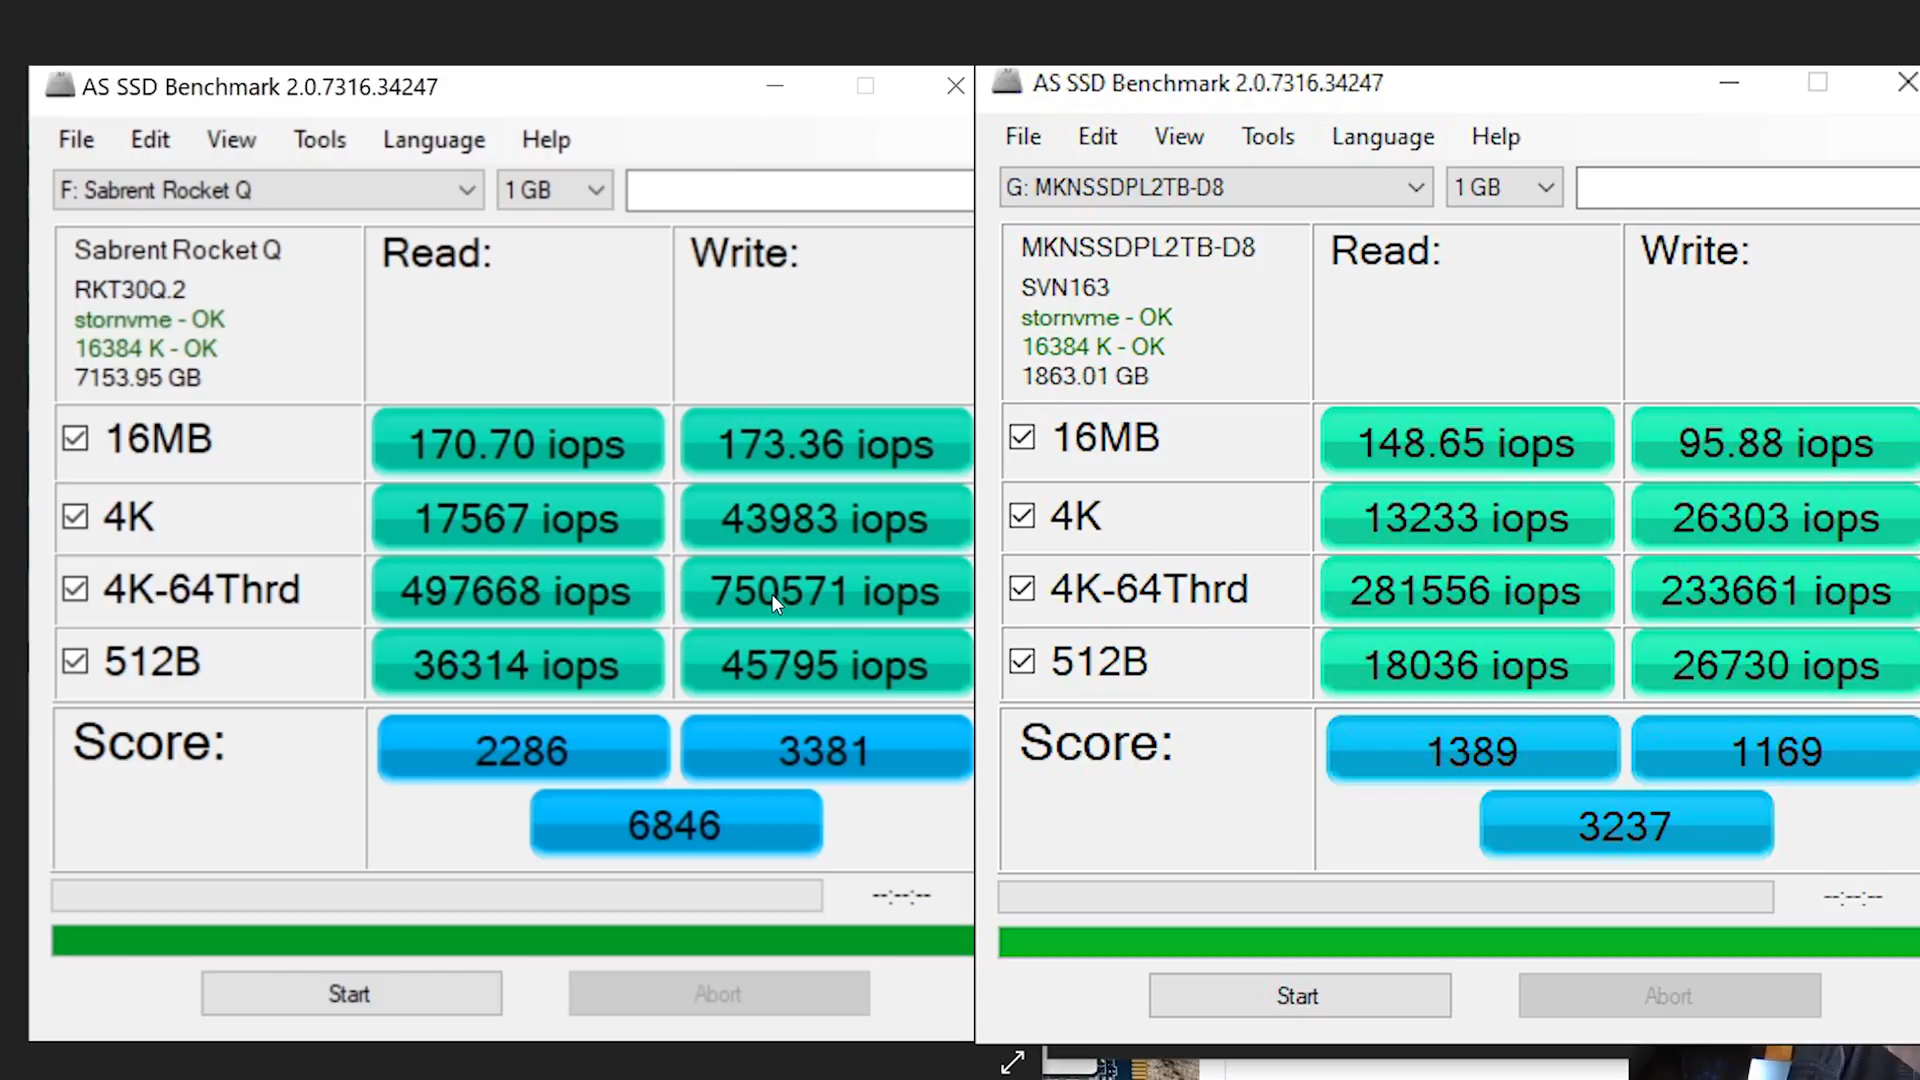 AS SSD Benchmark 2.0.7316.34247
File Edit View Tools Language Help
F: Sabrent Rocket Q 1 GB
Sabrent Rocket Q
RKT30Q.2
stornvme - OK
16384 K - OK
7153.95 GB
Read: Write:
16MB 170.70 iops 173.36 iops
4K 17567 iops 43983 iops
4K-64Thrd 497668 iops 750571 iops
512B 36314 iops 45795 iops
Score: 2286 3381
6846
--:--:--
Start Abort
AS SSD Benchmark 2.0.7316.34247
File Edit View Tools Language Help
G: MKNSSDPL2TB-D8 1 GB
MKNSSDPL2TB-D8
SVN163
stornvme - OK
16384 K - OK
1863.01 GB
Read: Write:
16MB 148.65 iops 95.88 iops
4K 13233 iops 26303 iops
4K-64Thrd 281556 iops 233661 iops
512B 18036 iops 26730 iops
Score: 1389 1169
3237
--:--:--
Start Abort